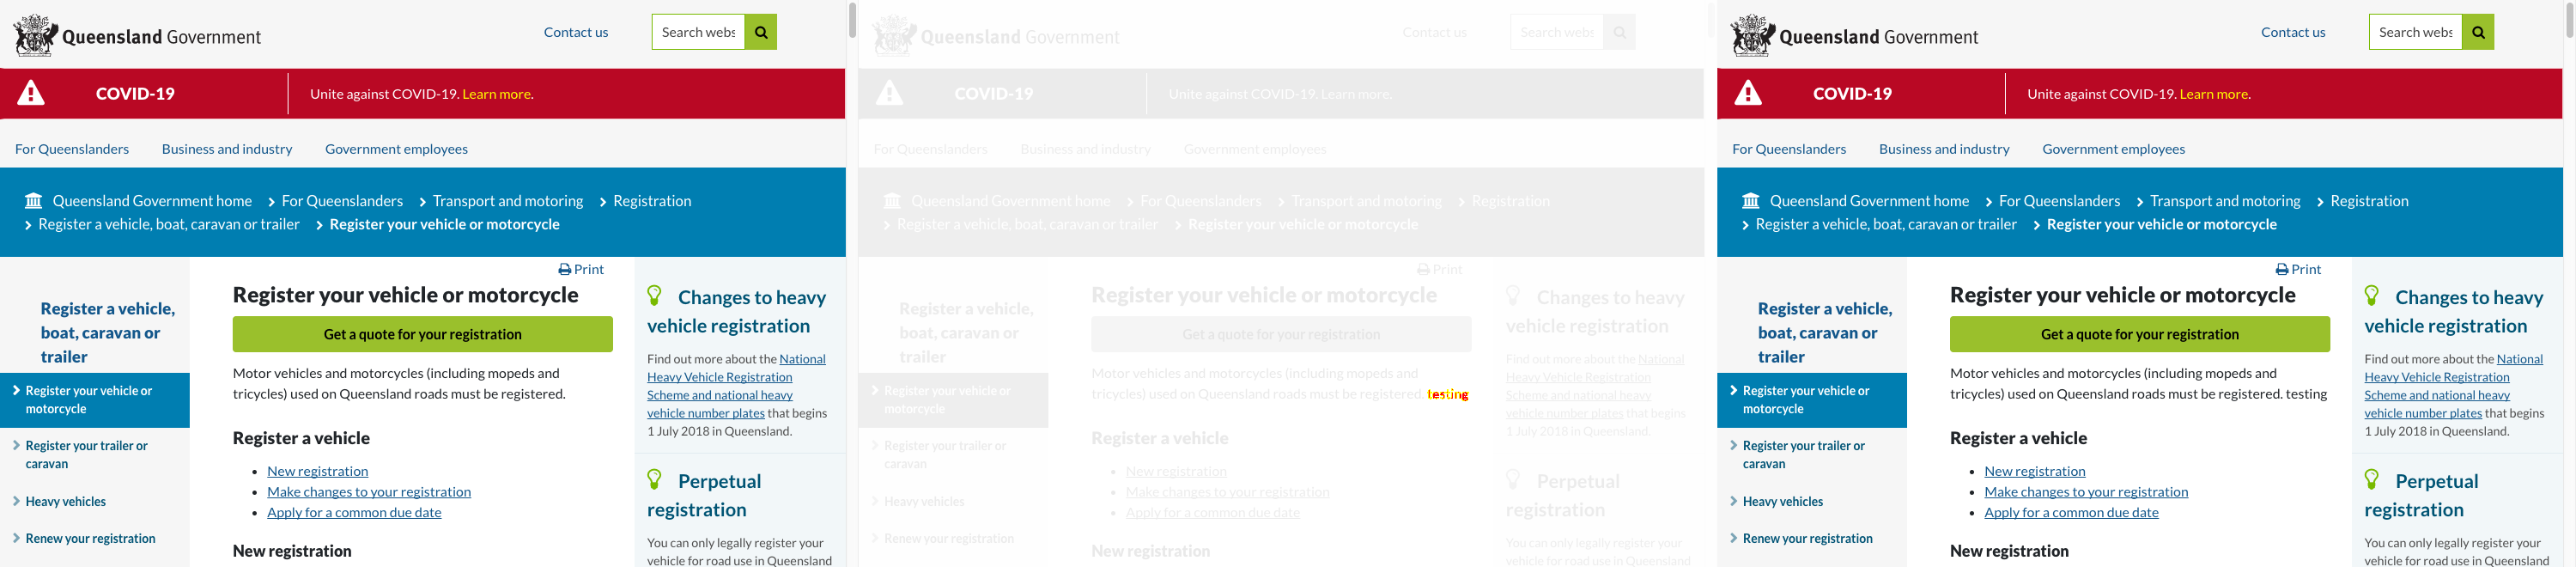 Queensland Government
Contact us
Search webs
COVID-19
Unite against COVID-19. Learn more.
For Queenslanders Business and industry Government employees
Queensland Government home > For Queenslanders > Transport and motoring > Registration
> Register a vehicle, boat, caravan or trailer > Register your vehicle or motorcycle
Register a vehicle,
boat, caravan or
trailer
Register your vehicle or
motorcycle
Register your trailer or
caravan
Heavy vehicles
Renew your registration
Print
Register your vehicle or motorcycle
Get a quote for your registration
Motor vehicles and motorcycles (including mopeds and
tricycles) used on Queensland roads must be registered.
Register a vehicle
• New registration
• Make changes to your registration
• Apply for a common due date
New registration
Changes to heavy
vehicle registration
Find out more about the National
Heavy Vehicle Registration
Scheme and national heavy
vehicle number plates that begins
1 July 2018 in Queensland.
Perpetual
registration
You can only legally register your
vehicle for road use in Queensland
Queensland Government
Contact us
Search webs
COVID-19
Unite against COVID-19. Learn more.
For Queenslanders Business and industry Government employees
Queensland Government home > For Queenslanders > Transport and motoring > Registration
> Register a vehicle, boat, caravan or trailer > Register your vehicle or motorcycle
Register a vehicle,
boat, caravan or
trailer
Register your vehicle or
motorcycle
Register your trailer or
caravan
Heavy vehicles
Renew your registration
Print
Register your vehicle or motorcycle
Get a quote for your registration
Motor vehicles and motorcycles (including mopeds and
tricycles) used on Queensland roads must be registered. testing
Register a vehicle
• New registration
• Make changes to your registration
• Apply for a common due date
New registration
Changes to heavy
vehicle registration
Find out more about the National
Heavy Vehicle Registration
Scheme and national heavy
vehicle number plates that begins
1 July 2018 in Queensland.
Perpetual
registration
You can only legally register your
vehicle for road use in Queensland
Queensland Government
Contact us
Search webs
COVID-19
Unite against COVID-19. Learn more.
For Queenslanders Business and industry Government employees
Queensland Government home > For Queenslanders > Transport and motoring > Registration
> Register a vehicle, boat, caravan or trailer > Register your vehicle or motorcycle
Register a vehicle,
boat, caravan or
trailer
Register your vehicle or
motorcycle
Register your trailer or
caravan
Heavy vehicles
Renew your registration
Print
Register your vehicle or motorcycle
Get a quote for your registration
Motor vehicles and motorcycles (including mopeds and
tricycles) used on Queensland roads must be registered. testing
Register a vehicle
• New registration
• Make changes to your registration
• Apply for a common due date
New registration
Changes to heavy
vehicle registration
Find out more about the National
Heavy Vehicle Registration
Scheme and national heavy
vehicle number plates that begins
1 July 2018 in Queensland.
Perpetual
registration
You can only legally register your
vehicle for road use in Queensland